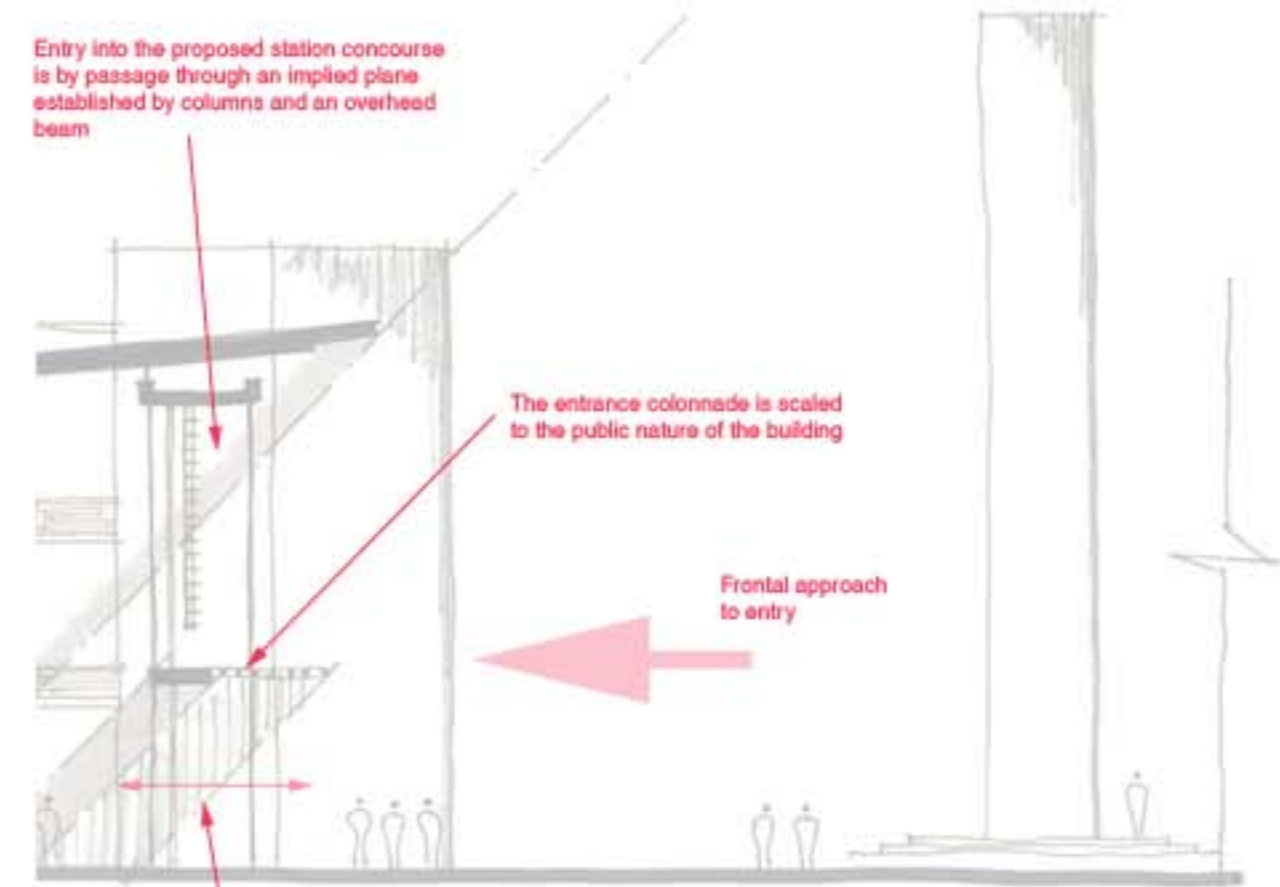 Entry into the proposed station concourse
is by passage through an implied plane
established by columns and an overhead
beam
The entrance colonnade is scaled
to the public nature of the building
Frontal approach
to entry